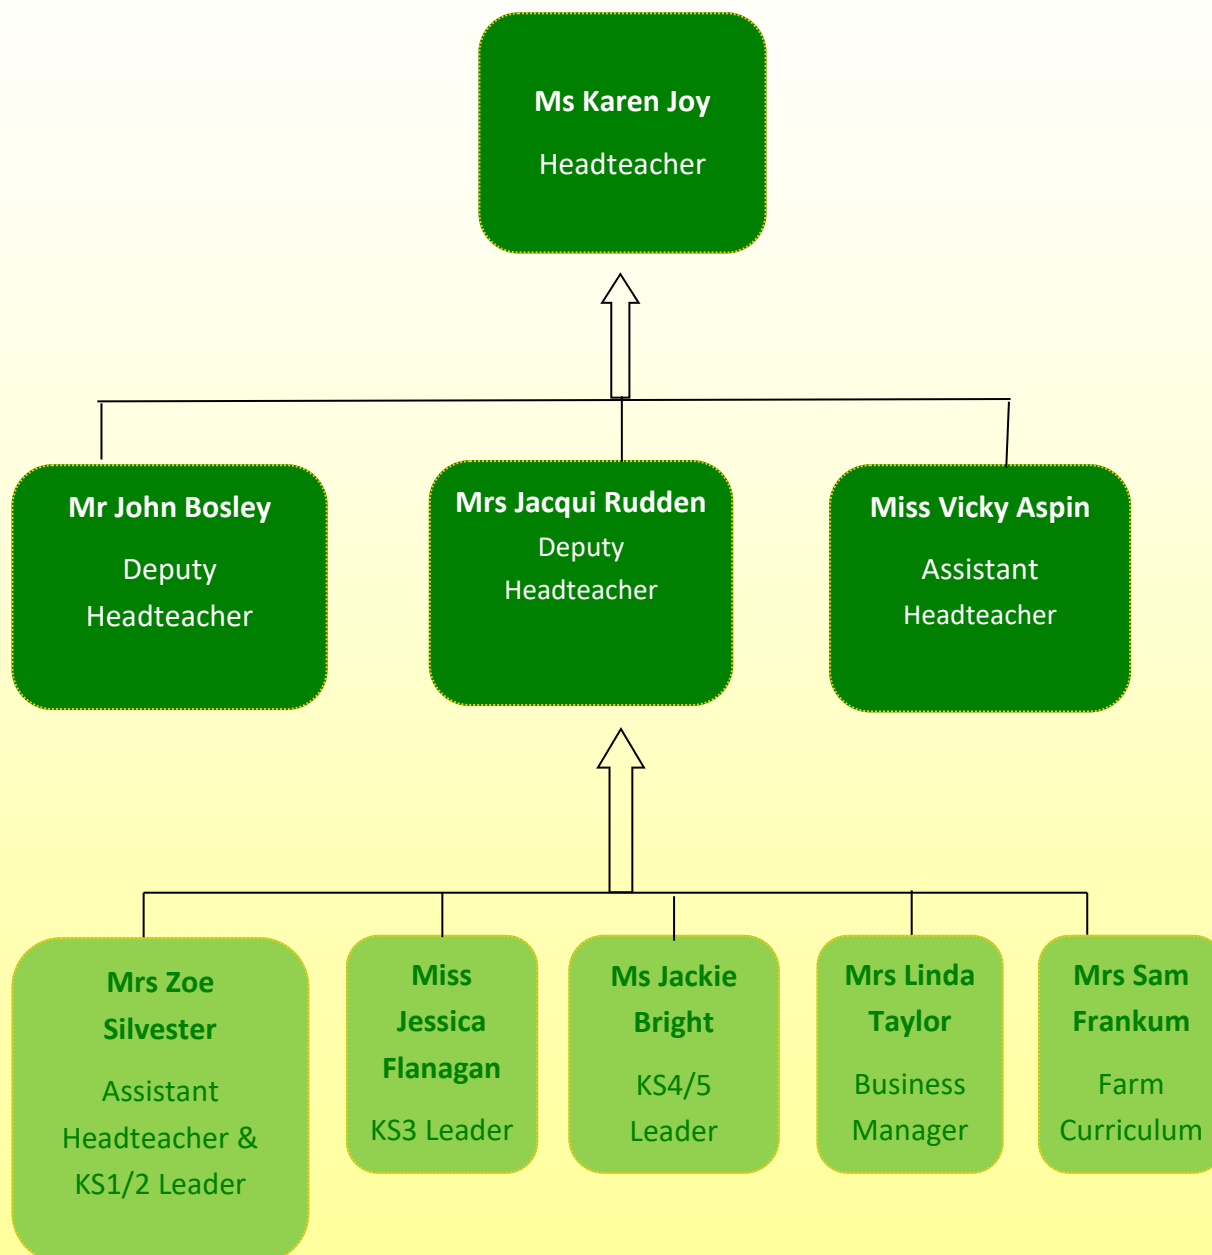 Ms Karen Joy
Headteacher
Mr John Bosley
Deputy
Headteacher
Mrs Jacqui Rudden
Deputy
Headteacher
Miss Vicky Aspin
Assistant
Headteacher
Mrs Zoe
Silvester
Assistant
Headteacher &
KS1/2 Leader
Miss
Jessica
Flanagan
KS3 Leader
Ms Jackie
Bright
KS4/5
Leader
Mrs Linda
Taylor
Business
Manager
Mrs Sam
Frankum
Farm
Curriculum